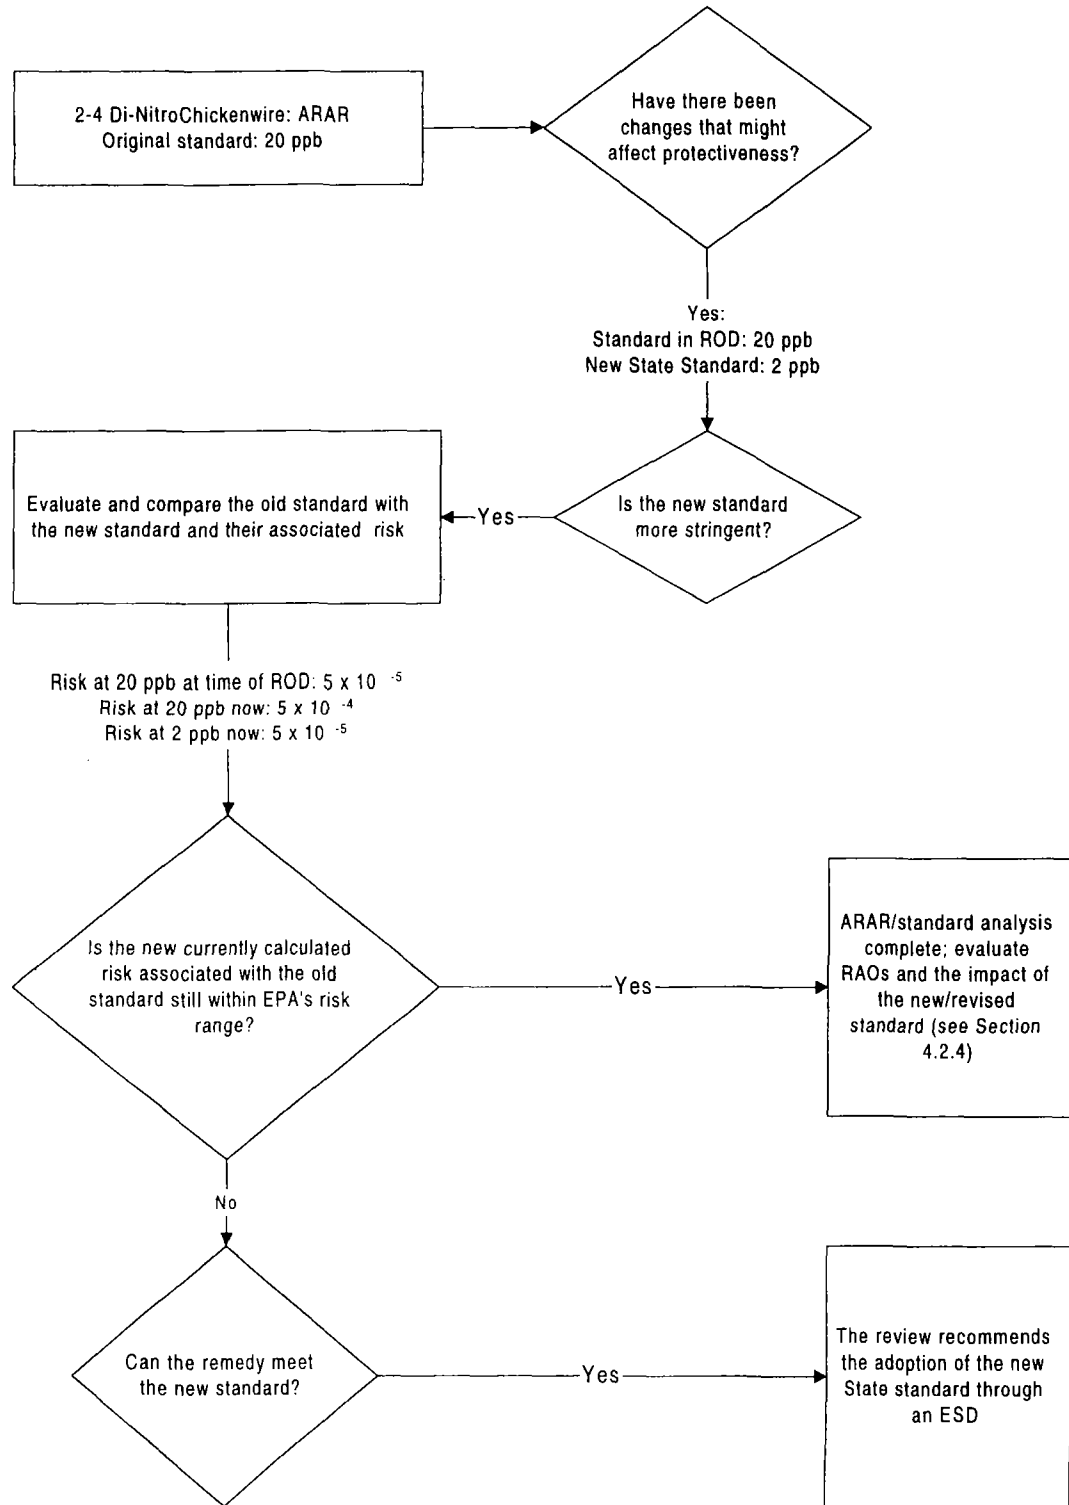 2-4 Di-NitroChickenwire: ARAR
Original standard: 20 ppb
Have there been
changes that might
affect protectiveness?
Yes:
Standard in ROD: 20 ppb
New State Standard: 2 ppb
Is the new standard
more stringent?
Yes
Evaluate and compare the old standard with
the new standard and their associated risk
Risk at 20 ppb at time of ROD: 5 x 10 -5
Risk at 20 ppb now: 5 x 10 -4
Risk at 2 ppb now: 5 x 10 -5
Is the new currently calculated
risk associated with the old
standard still within EPA's risk
range?
Yes
ARAR/standard analysis
complete; evaluate
RAOs and the impact of
the new/revised
standard (see Section
4.2.4)
No
Can the remedy meet
the new standard?
Yes
The review recommends
the adoption of the new
State standard through
an ESD